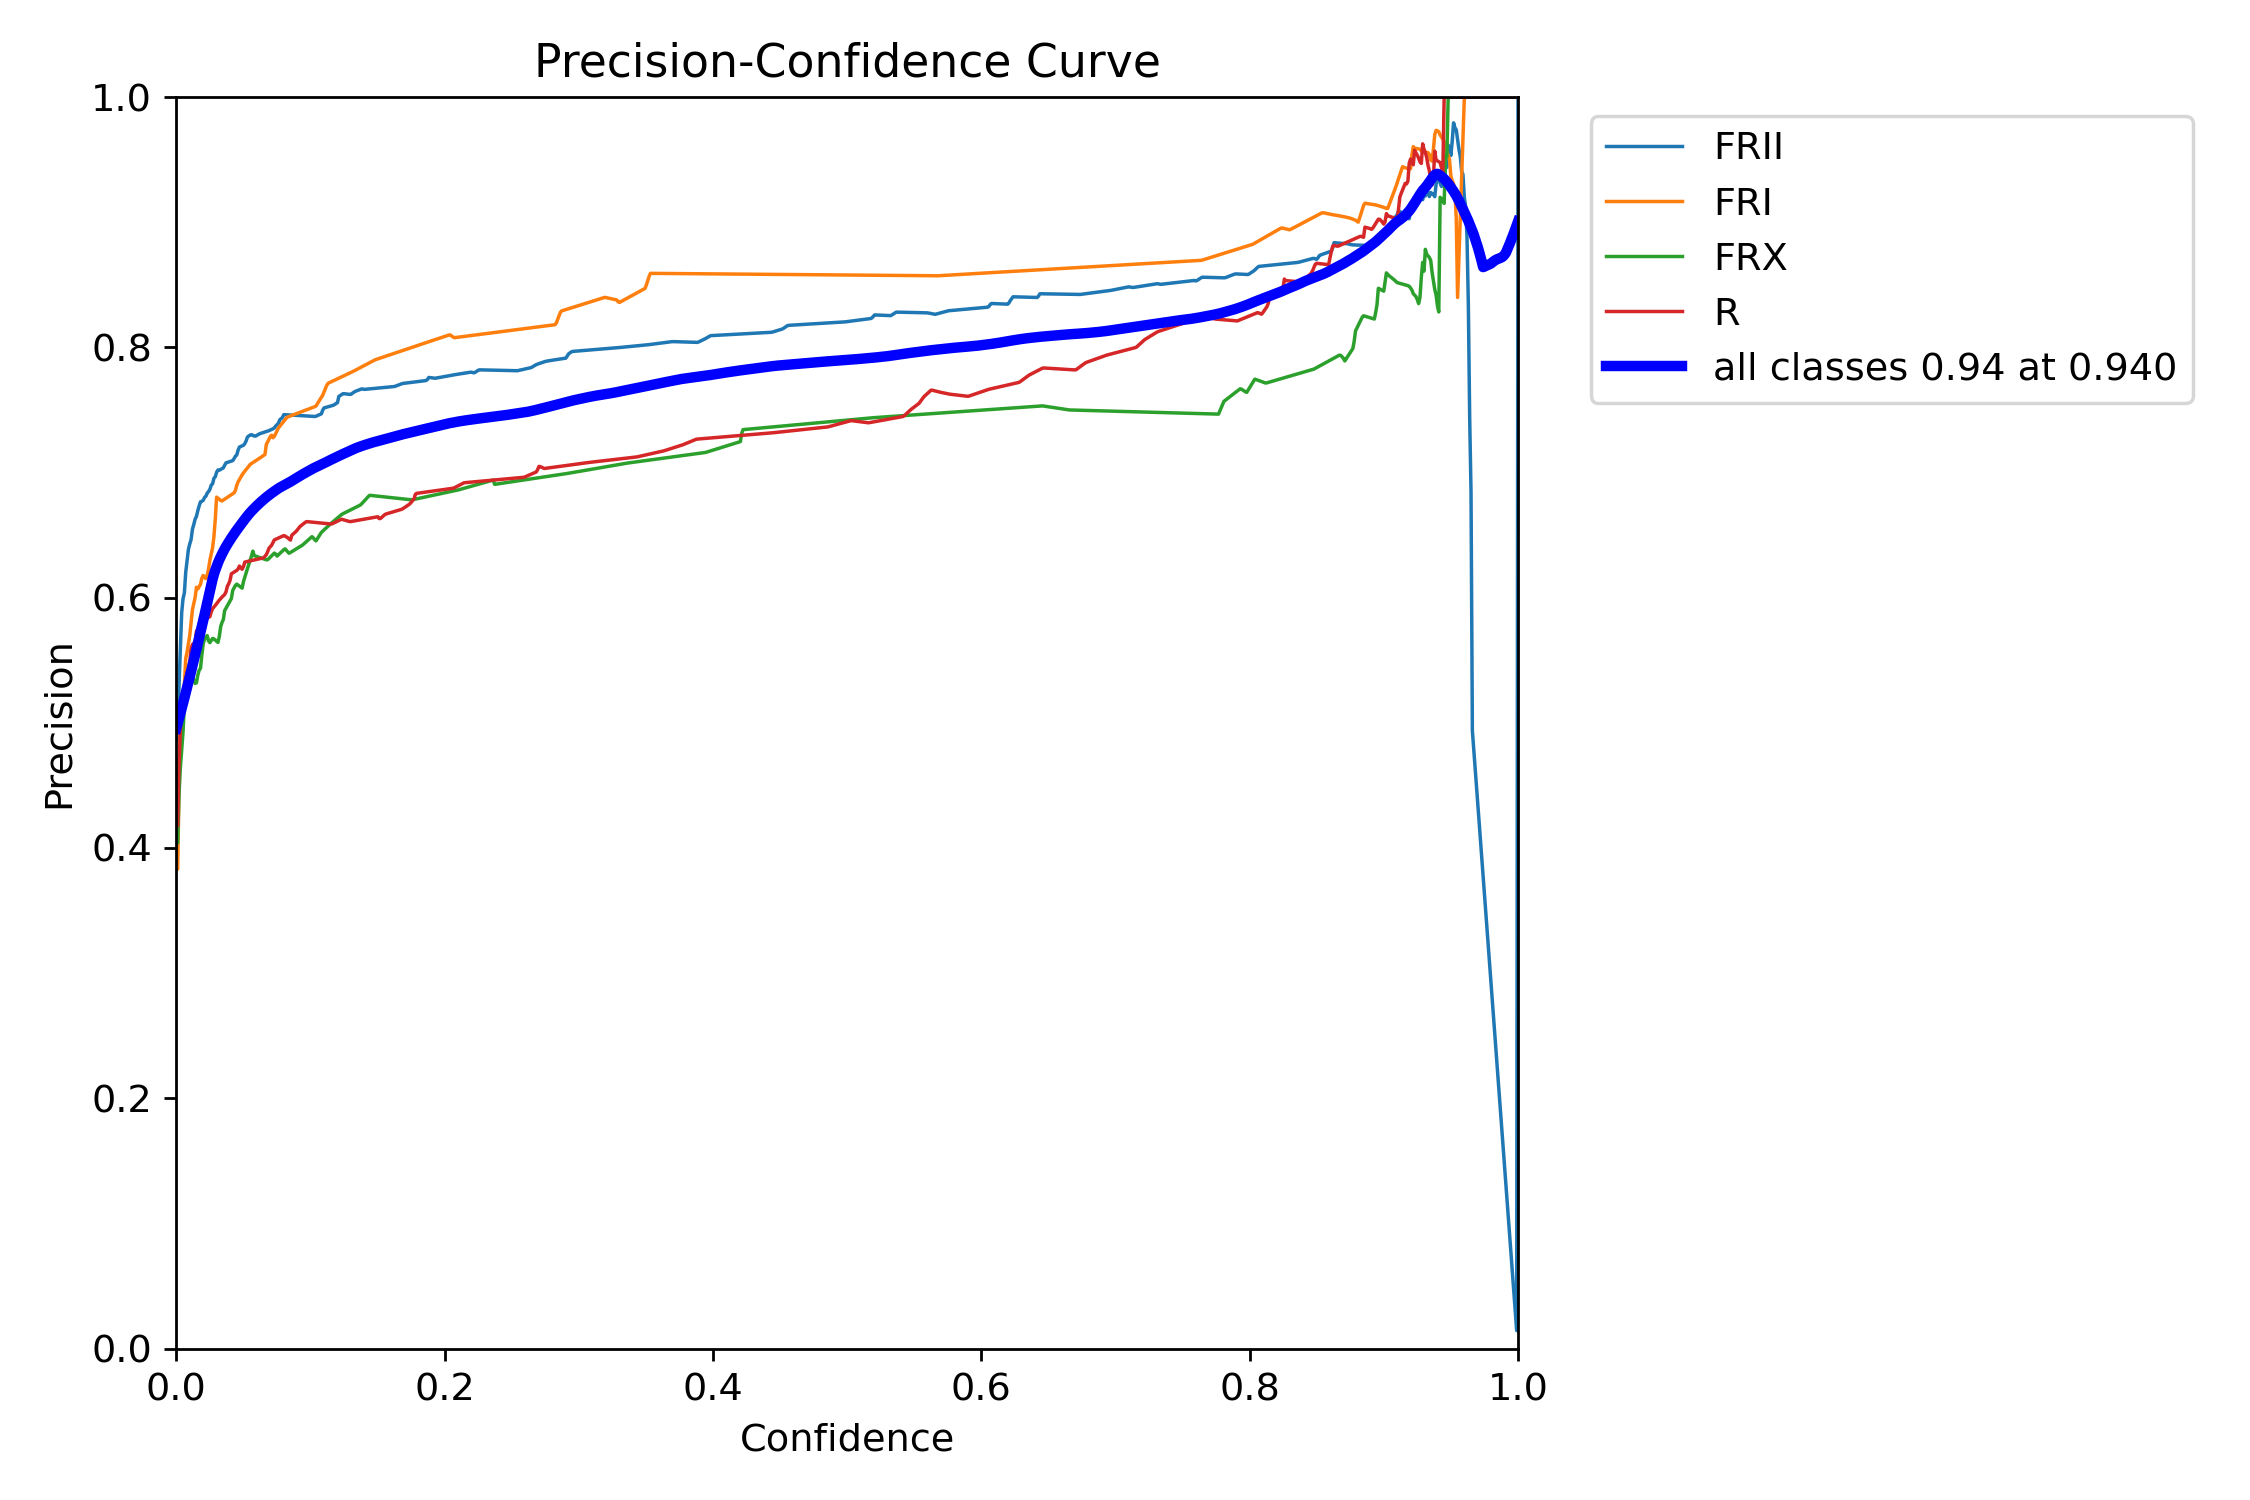 Precision-Confidence Curve
1.0
0.8
0.6
0.4
0.2
0.0
Precision
0.0 0.2 0.4 0.6 0.8 1.0
Confidence
FRII
FRI
FRX
R
all classes 0.94 at 0.940